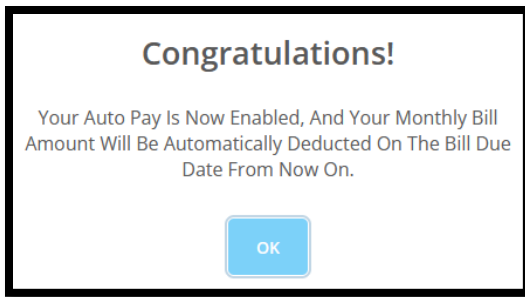 Congratulations!
Your Auto Pay Is Now Enabled, And Your Monthly Bill
Amount Will Be Automatically Deducted On The Bill Due
Date From Now On.
OK